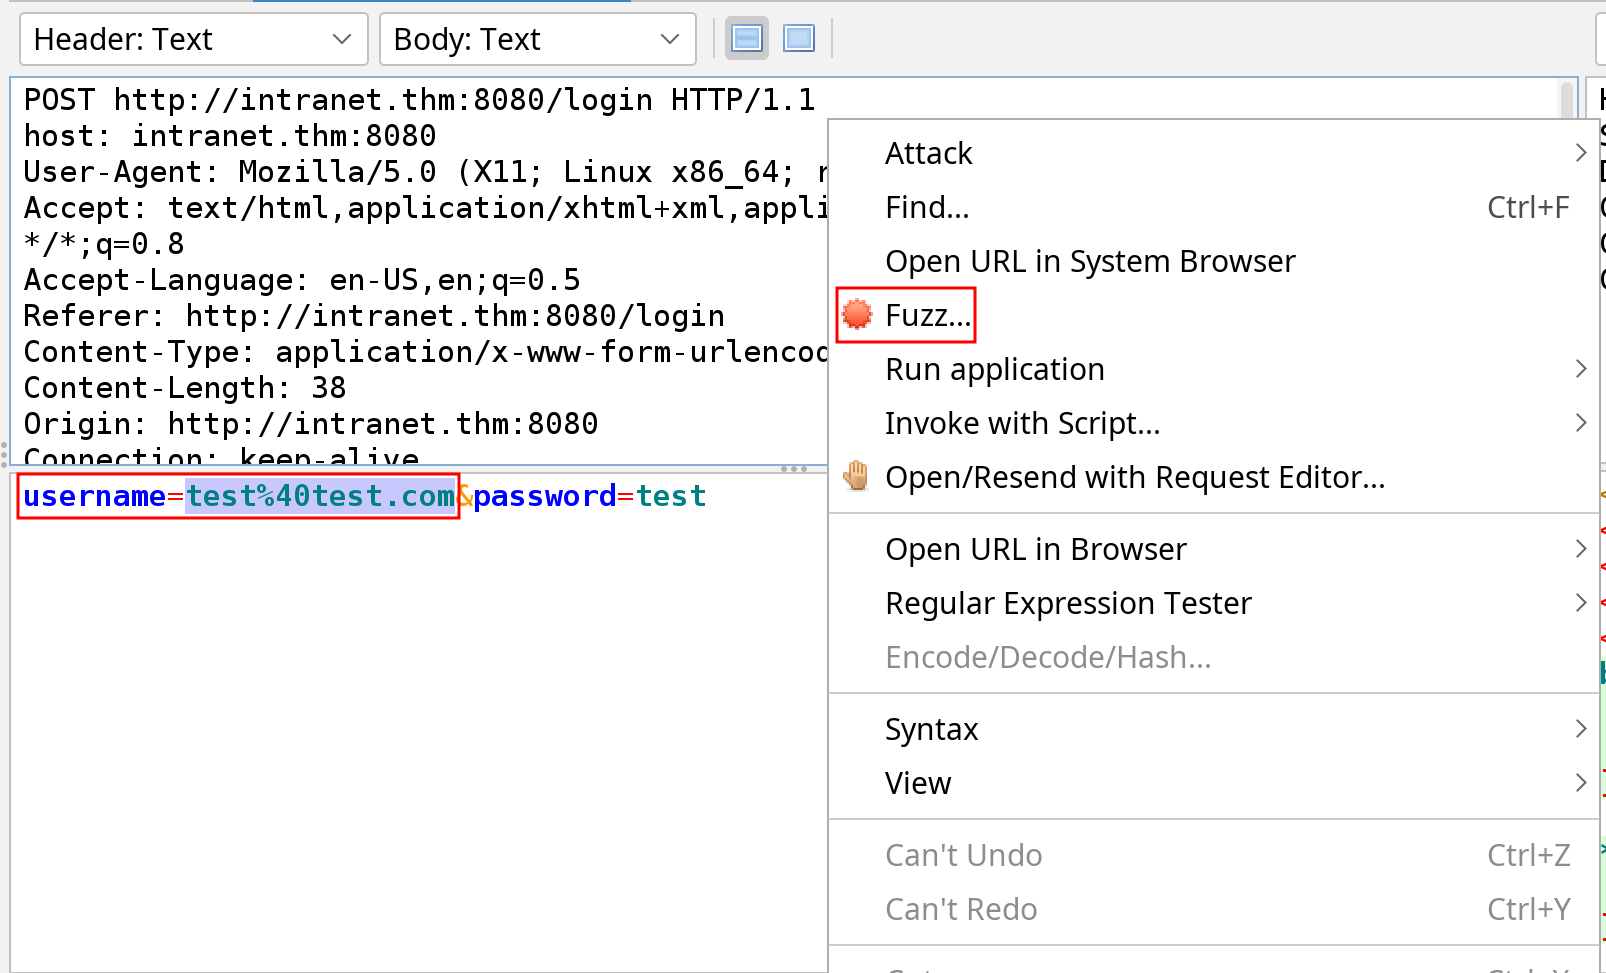 Header: Text
Body: Text
POST http://intranet.thm:8080/login HTTP/1.1
host: intranet.thm:8080
User-Agent: Mozilla/5.0 (X11; Linux x86_64;
Accept: text/html,application/xhtml+xml,appli
*/*;q=0.8
Accept-Language: en-US,en;q=0.5
Referer: http://intranet.thm:8080/login
Content-Type: application/x-www-form-urlencod
Content-Length: 38
Origin: http://intranet.thm:8080
Connection: keep-alive
username=test%40test.com&password=test
Attack
Find... Ctrl+F
Open URL in System Browser
Fuzz...
Run application
Invoke with Script...
Open/Resend with Request Editor...
Open URL in Browser
Regular Expression Tester
Encode/Decode/Hash...
Syntax
View
Can't Undo Ctrl+Z
Can't Redo Ctrl+Y